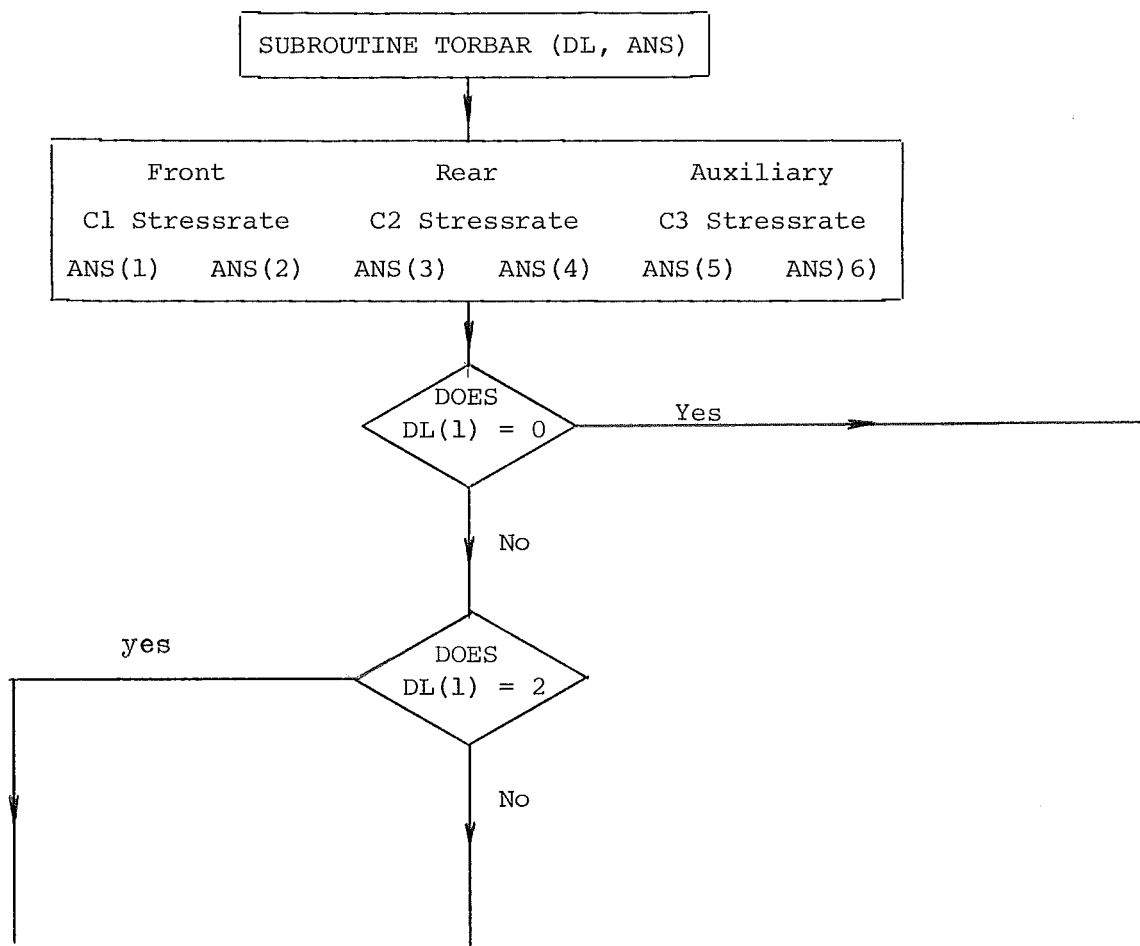 SUBROUTINE TORBAR (DL, ANS)
Front Rear Auxiliary
C1 Stressrate C2 Stressrate C3 Stressrate
ANS(1) ANS(2) ANS(3) ANS(4) ANS(5) ANS)6)
DOES
DL(1) = 0
Yes
No
yes
DOES
DL(1) = 2
No